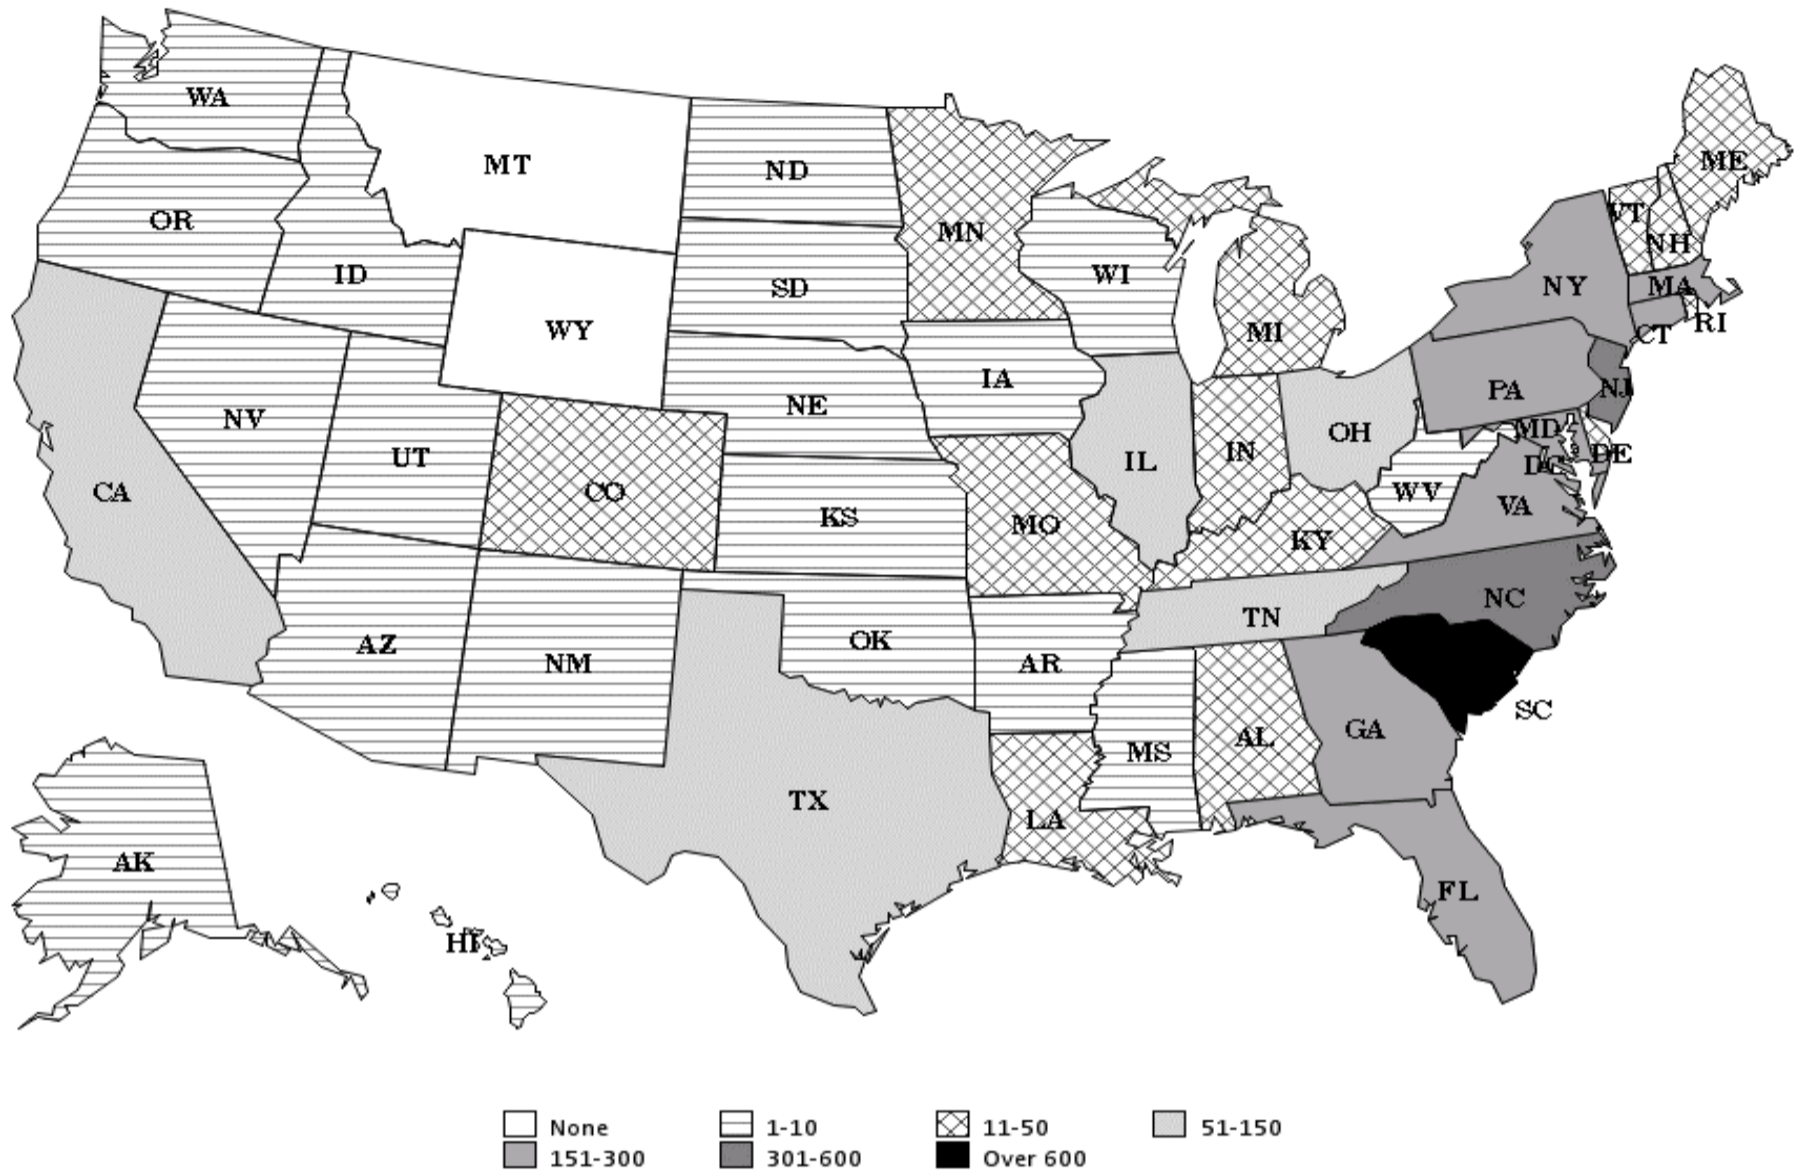 WA
MT
ND
ME
OR
MN
VT
NH
ID
SD
WI
NY
MA
WY
MI
RI
CT
IA
PA
NJ
NV
NE
UT
OH
MD
CA
CO
IL
IN
DC
DE
KS
MO
WV
VA
KY
NC
AZ
NM
OK
AR
TN
SC
MS
AL
GA
TX
LA
AK
HI
FL
None
1-10
11-50
51-150
151-300
301-600
Over 600